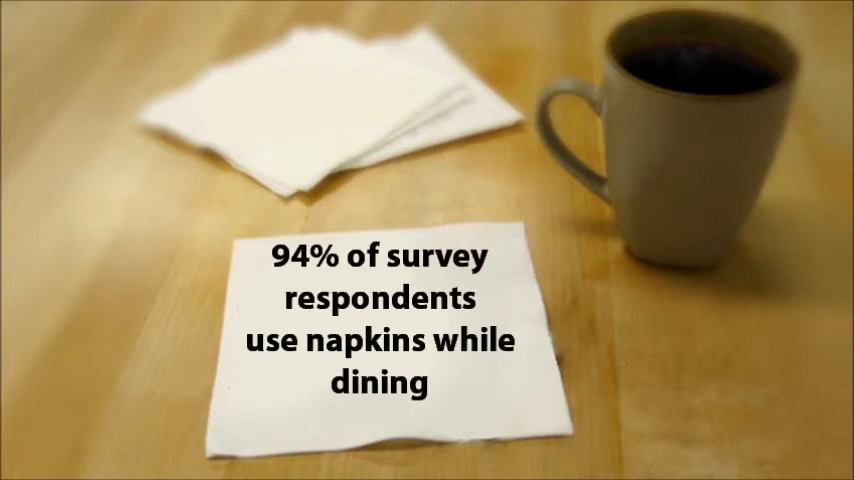 94% of survey
respondents
use napkins while
dining